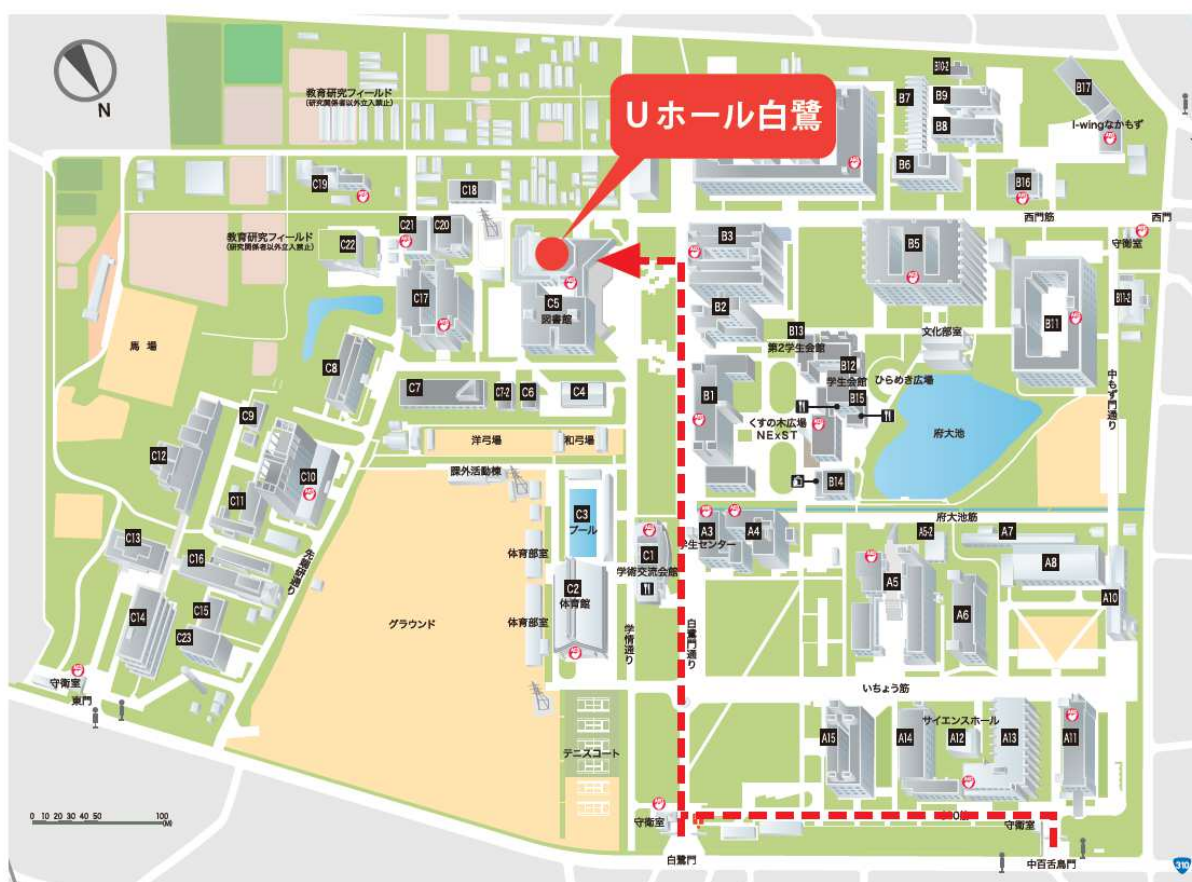 N
教育研究フィールド
(研究関係者以外立入禁止)
Uホール白鷺
B10-2
B7
B9
B8
B17
I-wingなかもず
B6
B16
C19
C18
西門筋
西門
守衛室
教育研究フィールド
(研究関係者以外立入禁止)
C22
C21
C20
B3
B5
C17
C5
図書館
B2
B11
B11-2
文化部室
B13
第2学生会館
馬場
C8
B12
学生会館
ひらめき広場
中もず門通り
C7
C7-2
C6
C4
B1
B15
C9
くすの木広場
NExST
府大池
洋弓場
和弓場
C12
課外活動棟
C10
B14
C11
C3
プール
府大池筋
A3
A4
学生センター
A5-2
A7
C13
体育部室
C1
学術交流会館
A8
C16
先端研通り
C2
体育館
A5
A6
A10
C14
C15
C23
グラウンド
体育部室
学情通り
白鷺門通り
守衛室
東門
いちょう筋
サイエンスホール
A15
A14
A12
A13
A11
テニスコート
0 10 20 30 40 50 100
(M)
守衛室
守衛室
白鷺門
中百舌鳥門
310